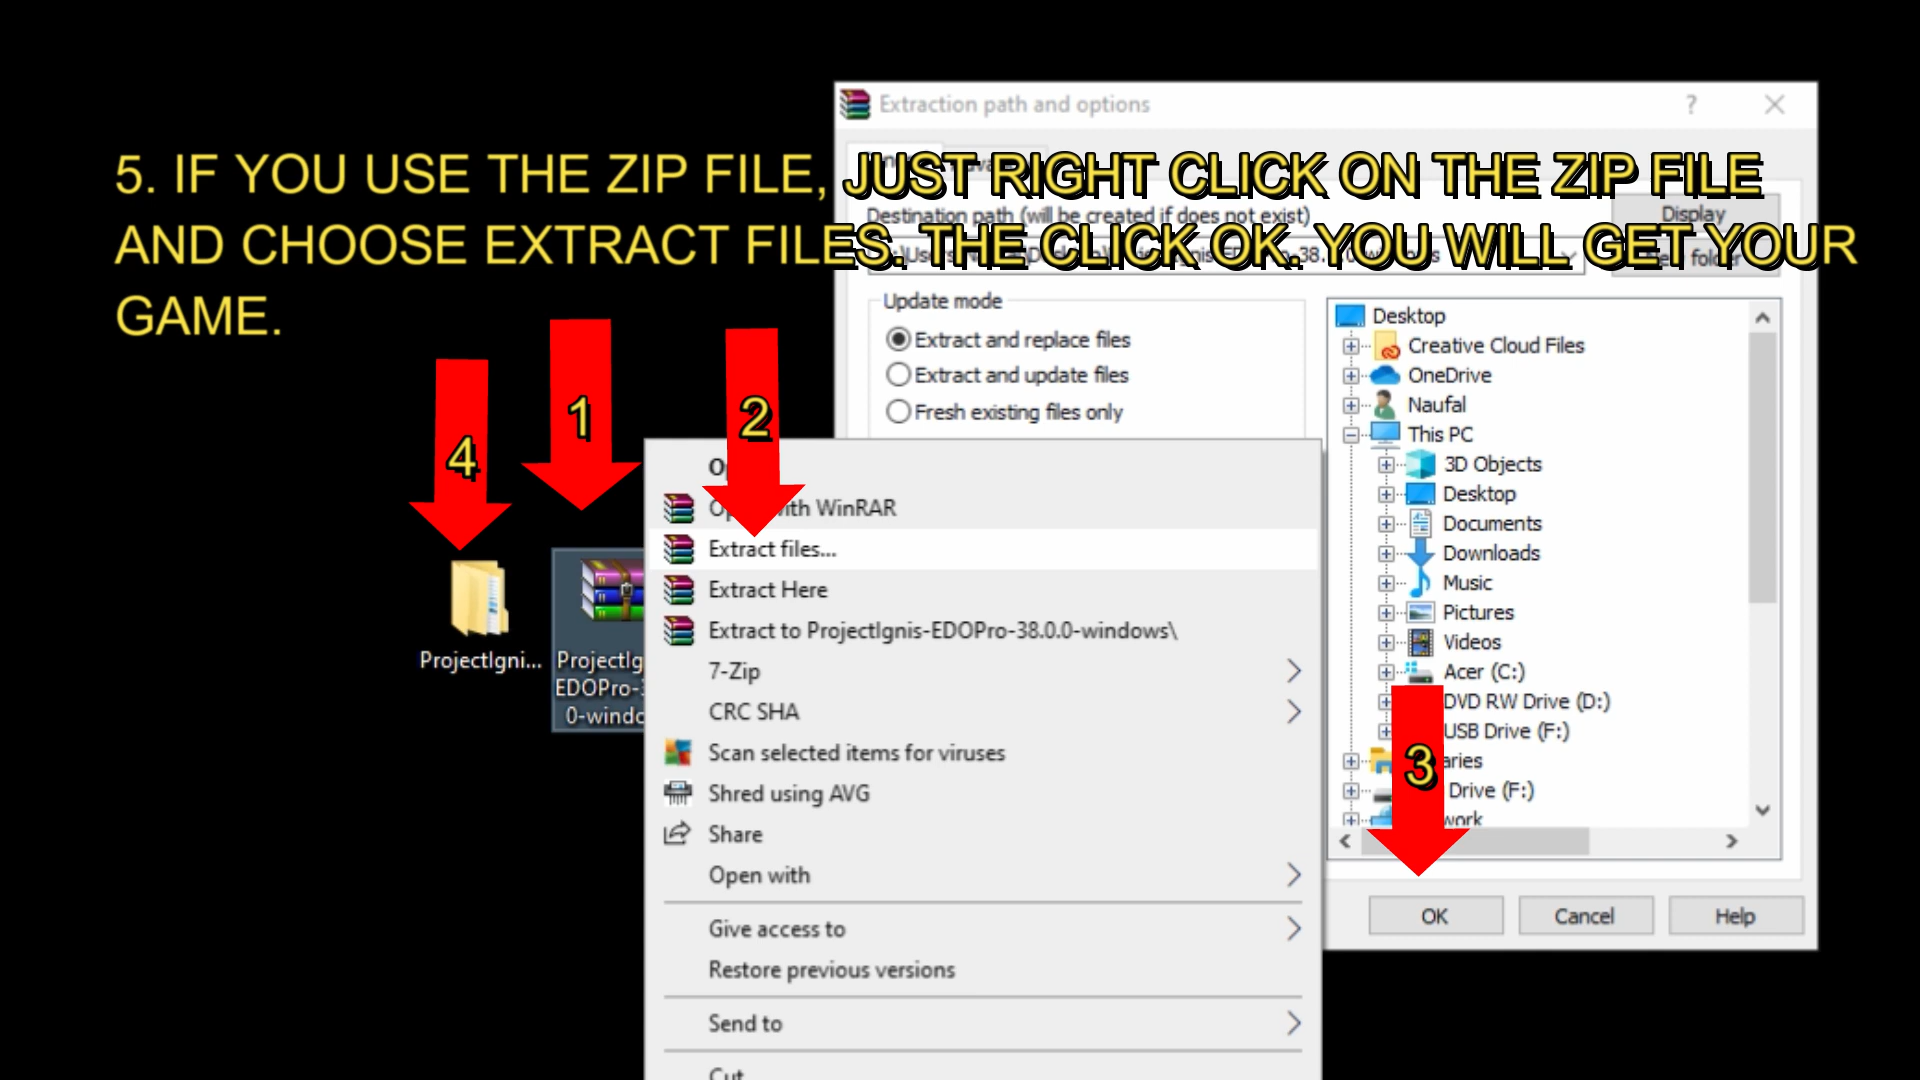 Extraction path and options
5. IF YOU USE THE ZIP FILE, JUST RIGHT CLICK ON THE ZIP FILE
AND CHOOSE EXTRACT FILES. THE CLICK OK. YOU WILL GET YOUR
GAME.
Destination path (will be created if does not exist)
Display
Update mode
Extract and replace files
Extract and update files
Fresh existing files only
Desktop
Creative Cloud Files
OneDrive
Naufal
This PC
3D Objects
Desktop
Documents
Downloads
Music
Pictures
Videos
Acer (C:)
DVD RW Drive (D:)
USB Drive (F:)
Drive (F:)
OK
Cancel
Help
4
1
2
3
ProjectIgni...
ProjectIg
EDOPro-
0-windo
with WinRAR
Extract files...
Extract Here
Extract to ProjectIgnis-EDOPro-38.0.0-windows\
7-Zip
CRC SHA
Scan selected items for viruses
Shred using AVG
Share
Open with
Give access to
Restore previous versions
Send to
Cut